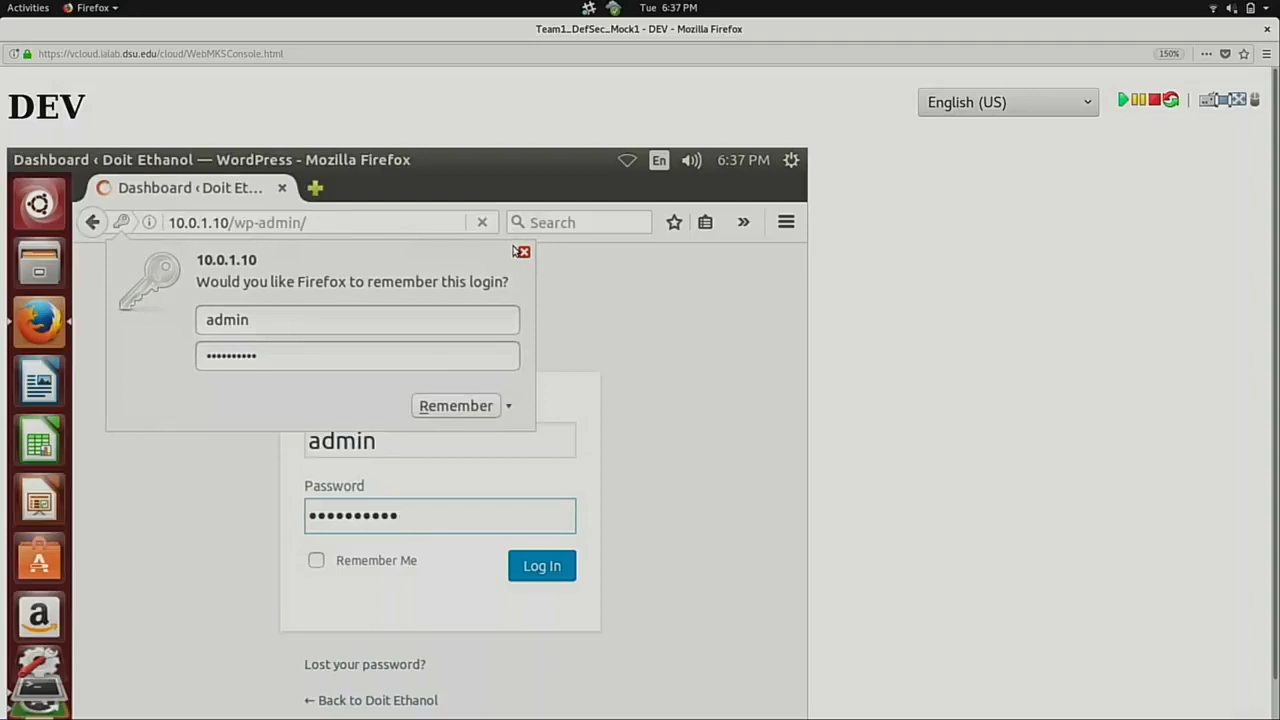 Activities
Firefox
Tue 6:37 PM
Team1_DefSec_Mock1 - DEV - Mozilla Firefox
https://vcloud.ialab.dsu.edu/cloud/WebMKSConsole.html
150%
DEV
English (US)
Dashboard ‹ Doit Ethanol — WordPress - Mozilla Firefox
En
6:37 PM
Dashboard ‹ Doit Et...
10.0.1.10/wp-admin/
Search
10.0.1.10
Would you like Firefox to remember this login?
admin
••••••••••
Remember
admin
Password
••••••••••
Remember Me
Log In
Lost your password?
← Back to Doit Ethanol